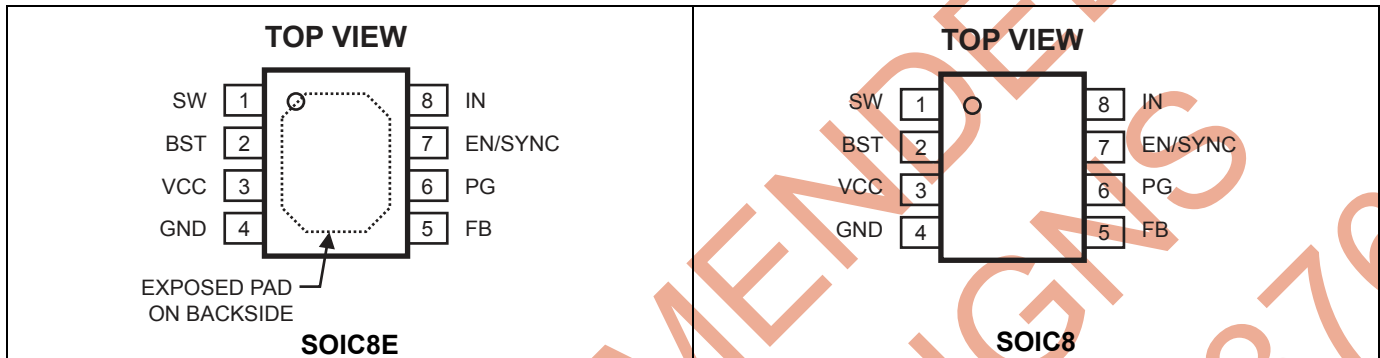 TOP VIEW
SW 1
8 IN
BST 2
7 EN/SYNC
VCC 3
6 PG
GND 4
5 FB
EXPOSED PAD
ON BACKSIDE
SOIC8E
TOP VIEW
SW 1
8 IN
BST 2
7 EN/SYNC
VCC 3
6 PG
GND 4
5 FB
SOIC8